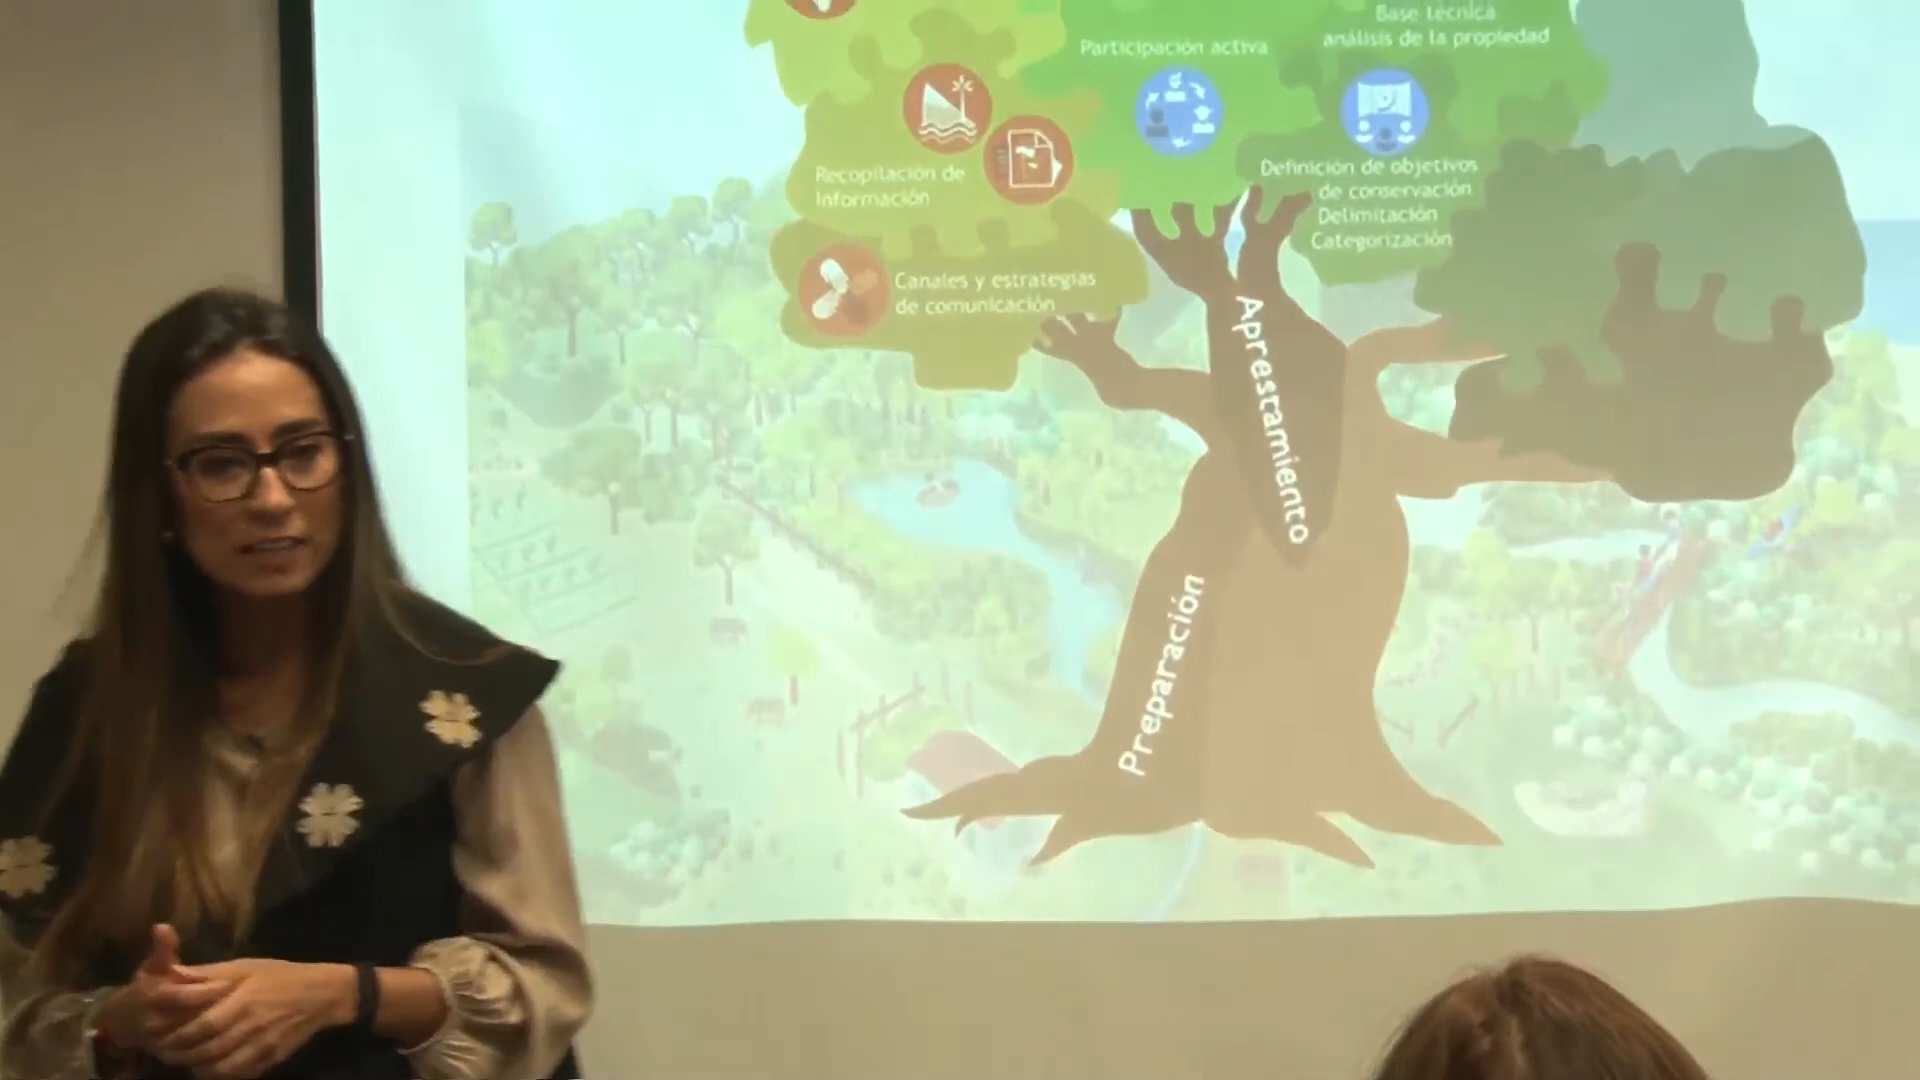 Base técnica
análisis de la propiedad
Participación activa
Definición de objetivos
de conservación
Delimitación
Categorización
Recopilación de
Información
Canales y estrategias
de comunicación
Aprestamiento
Preparación